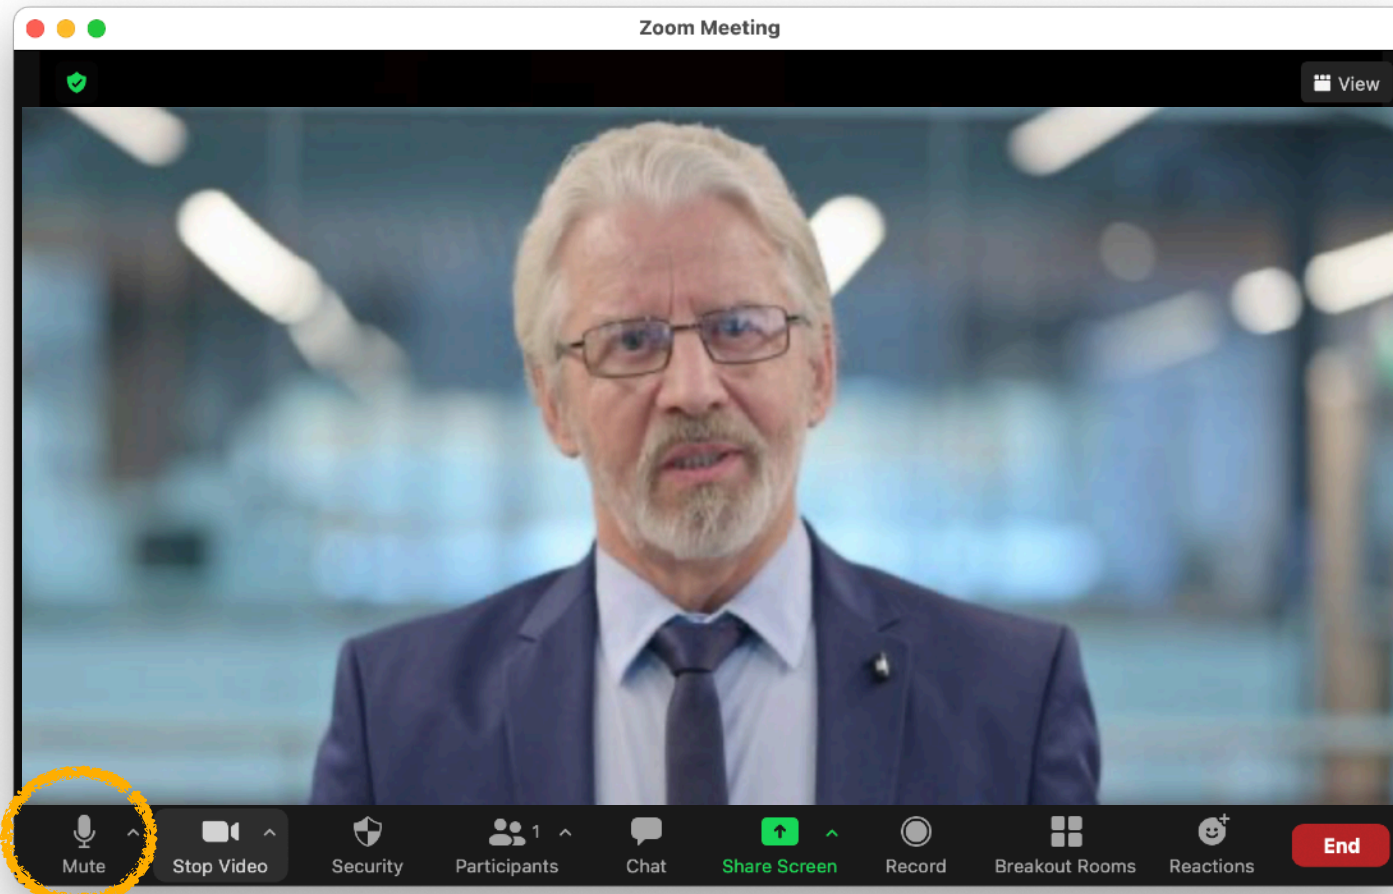 Zoom Meeting
View
Mute
Stop Video
Security
1
Participants
Chat
Share Screen
Record
Breakout Rooms
Reactions
End